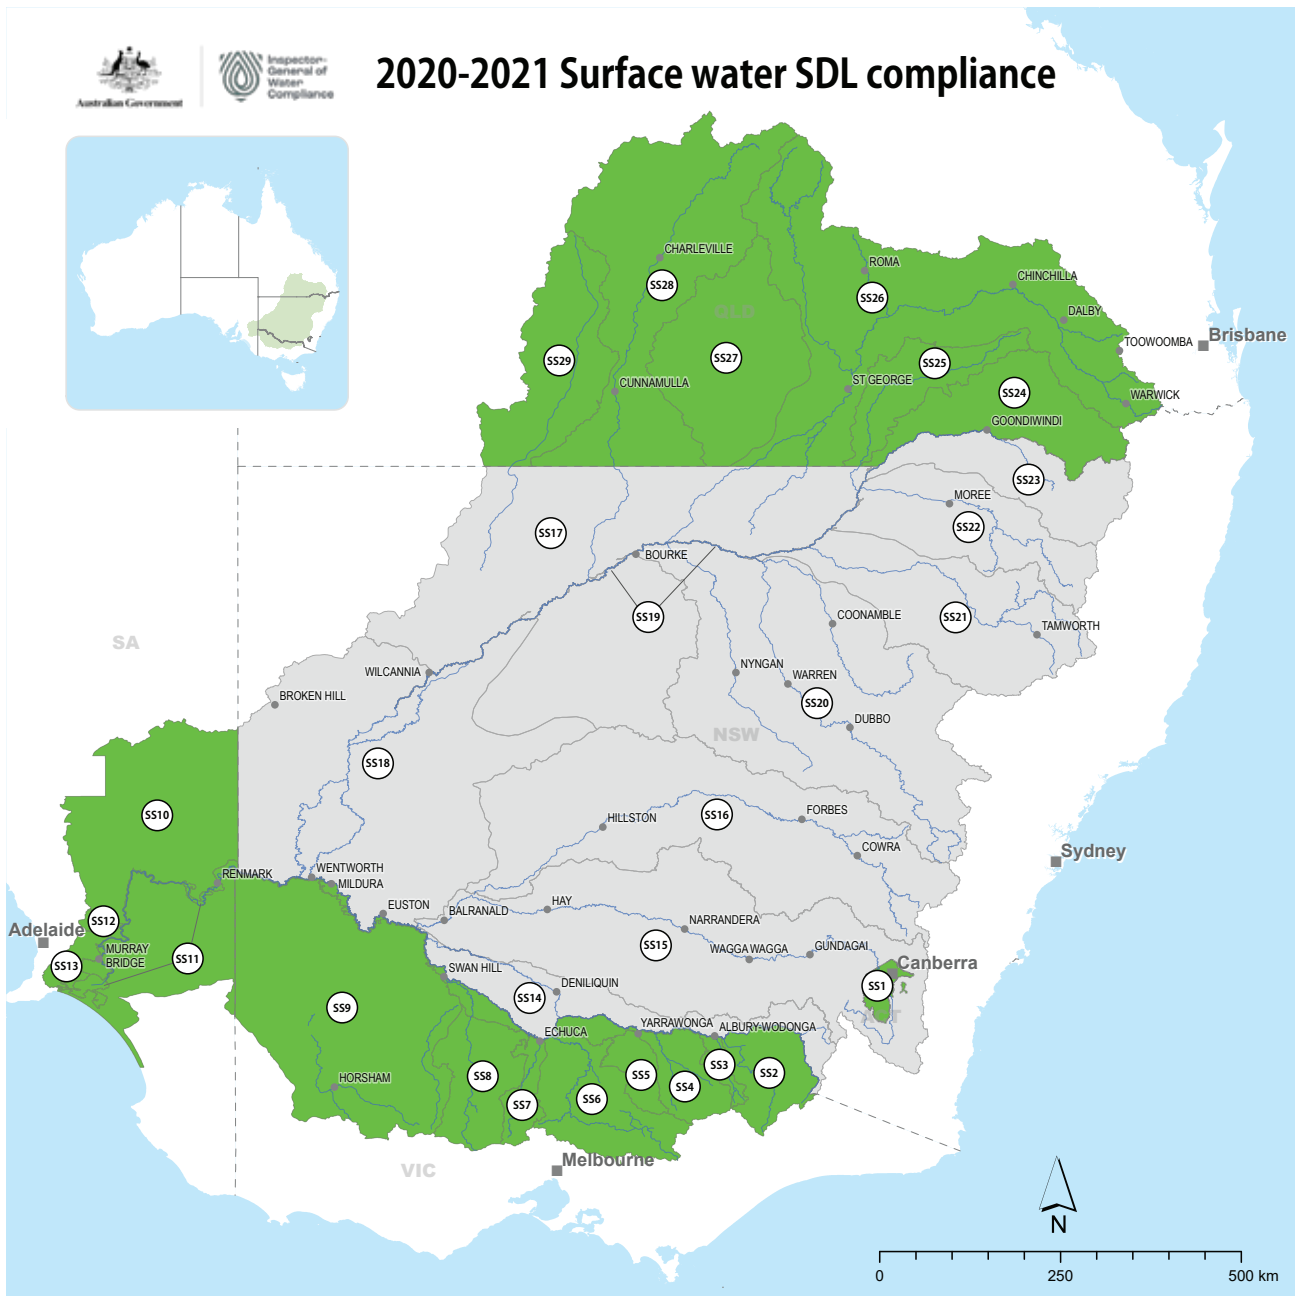 Australian Government
Inspector-
General of
Water
Compliance
2020-2021 Surface water SDL compliance
CHARLEVILLE
SS28
ROMA
SS26
CHINCHILLA
DALBY
QLD
TOOWOOMBA
Brisbane
SS29
SS27
SS25
CUNNAMULLA
ST GEORGE
SS24
WARWICK
GOONDIWINDI
SS23
MOREE
SS22
SS17
BOURKE
SS19
COONAMBLE
SS21
TAMWORTH
SA
WILCANNIA
NYNGAN
WARREN
BROKEN HILL
SS20
DUBBO
NSW
SS18
SS10
SS16
HILLSTON
FORBES
COWRA
Sydney
RENMARK
WENTWORTH
MILDURA
EUSTON
BALRANALD
HAY
SS12
Adelaide
NARRANDERA
MURRAY
BRIDGE
SS11
SS13
SS15
WAGGA WAGGA
GUNDAGAI
Canberra
SWAN HILL
SS1
DENILIQUIN
SS14
SS9
YARRAWONGA
ALBURY-WODONGA
ECHUCA
HORSHAM
SS8
SS5
SS4
SS3
SS2
SS7
SS6
Melbourne
VIC
N
0
250
500 km